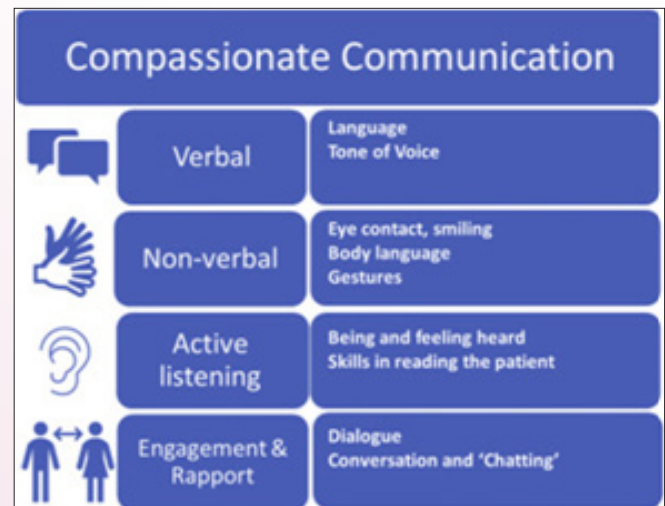 Compassionate Communication
Verbal
Language
Tone of Voice
Non-verbal
Eye contact, smiling
Body language
Gestures
Active
listening
Being and feeling heard
Skills in reading the patient
Engagement &
Rapport
Dialogue
Conversation and ‘Chatting’